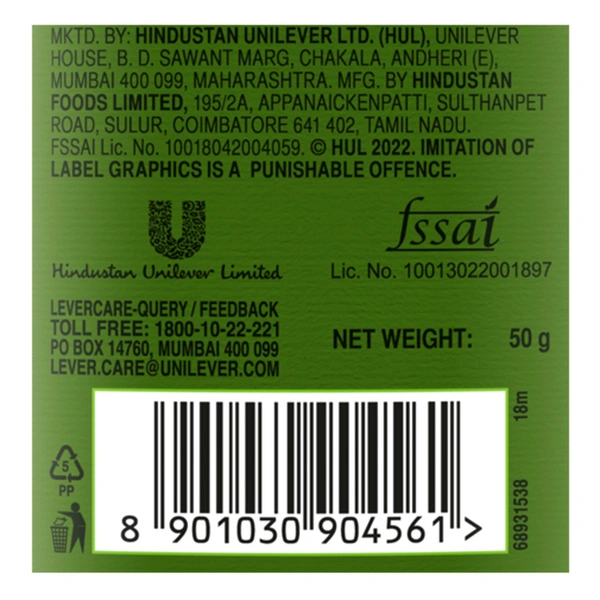 MKTD. BY: HINDUSTAN UNILEVER LTD. (HUL), UNILEVER
HOUSE, B. D. SAWANT MARG, CHAKALA, ANDHERI (E),
MUMBAI 400 099, MAHARASHTRA. MFG. BY HINDUSTAN
FOODS LIMITED, 195/2A, APPANAICKENPATTI, SULTHANPET
ROAD, SULUR, COIMBATORE 641 402, TAMIL NADU.
FSSAI Lic. No. 10018042004059. © HUL 2022. IMITATION OF
LABEL GRAPHICS IS A PUNISHABLE OFFENCE.
Hindustan Unilever Limited
fssai
Lic. No. 10013022001897
LEVERCARE-QUERY / FEEDBACK
TOLL FREE: 1800-10-22-221
PO BOX 14760, MUMBAI 400 099
LEVER.CARE@UNILEVER.COM
NET WEIGHT: 50 g
18m
68931538
5
PP
8 901030 904561 >